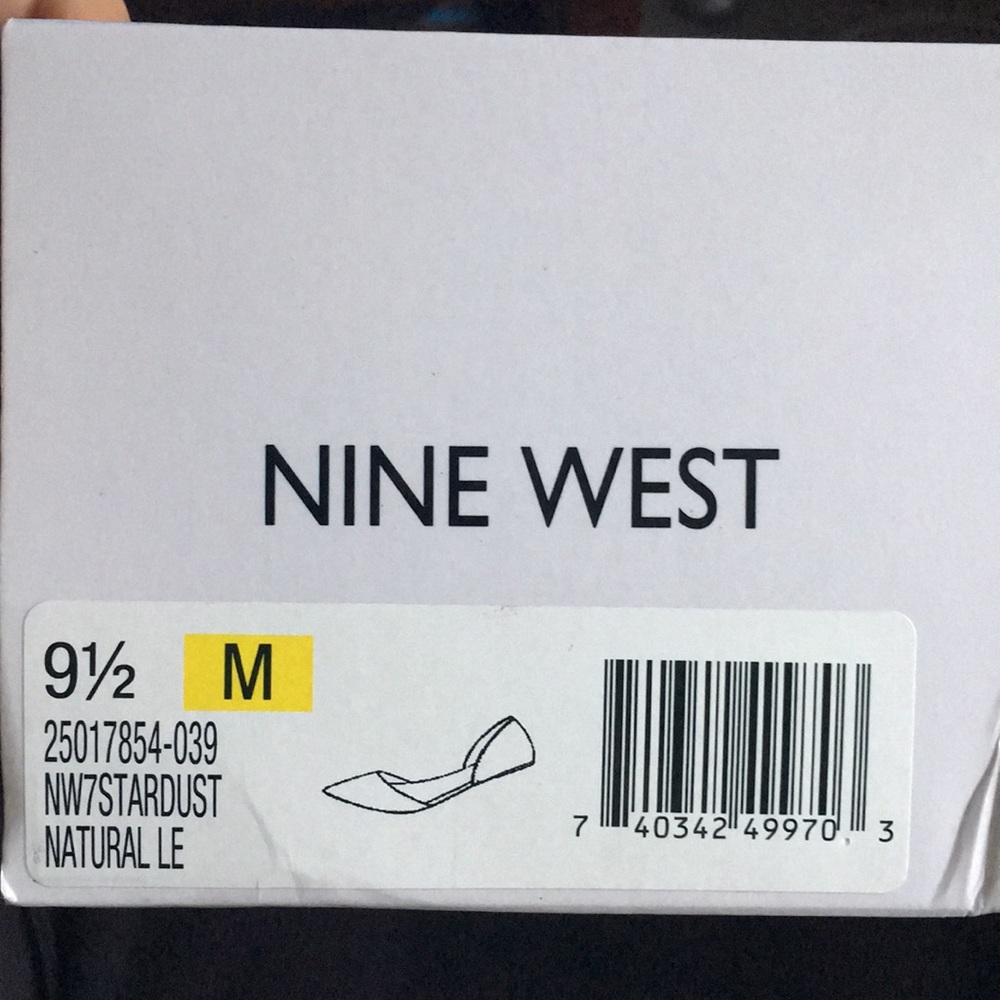 NINE WEST
9½ M
25017854-039
NW7STARDUST
NATURAL LE
7 40342 49970 3